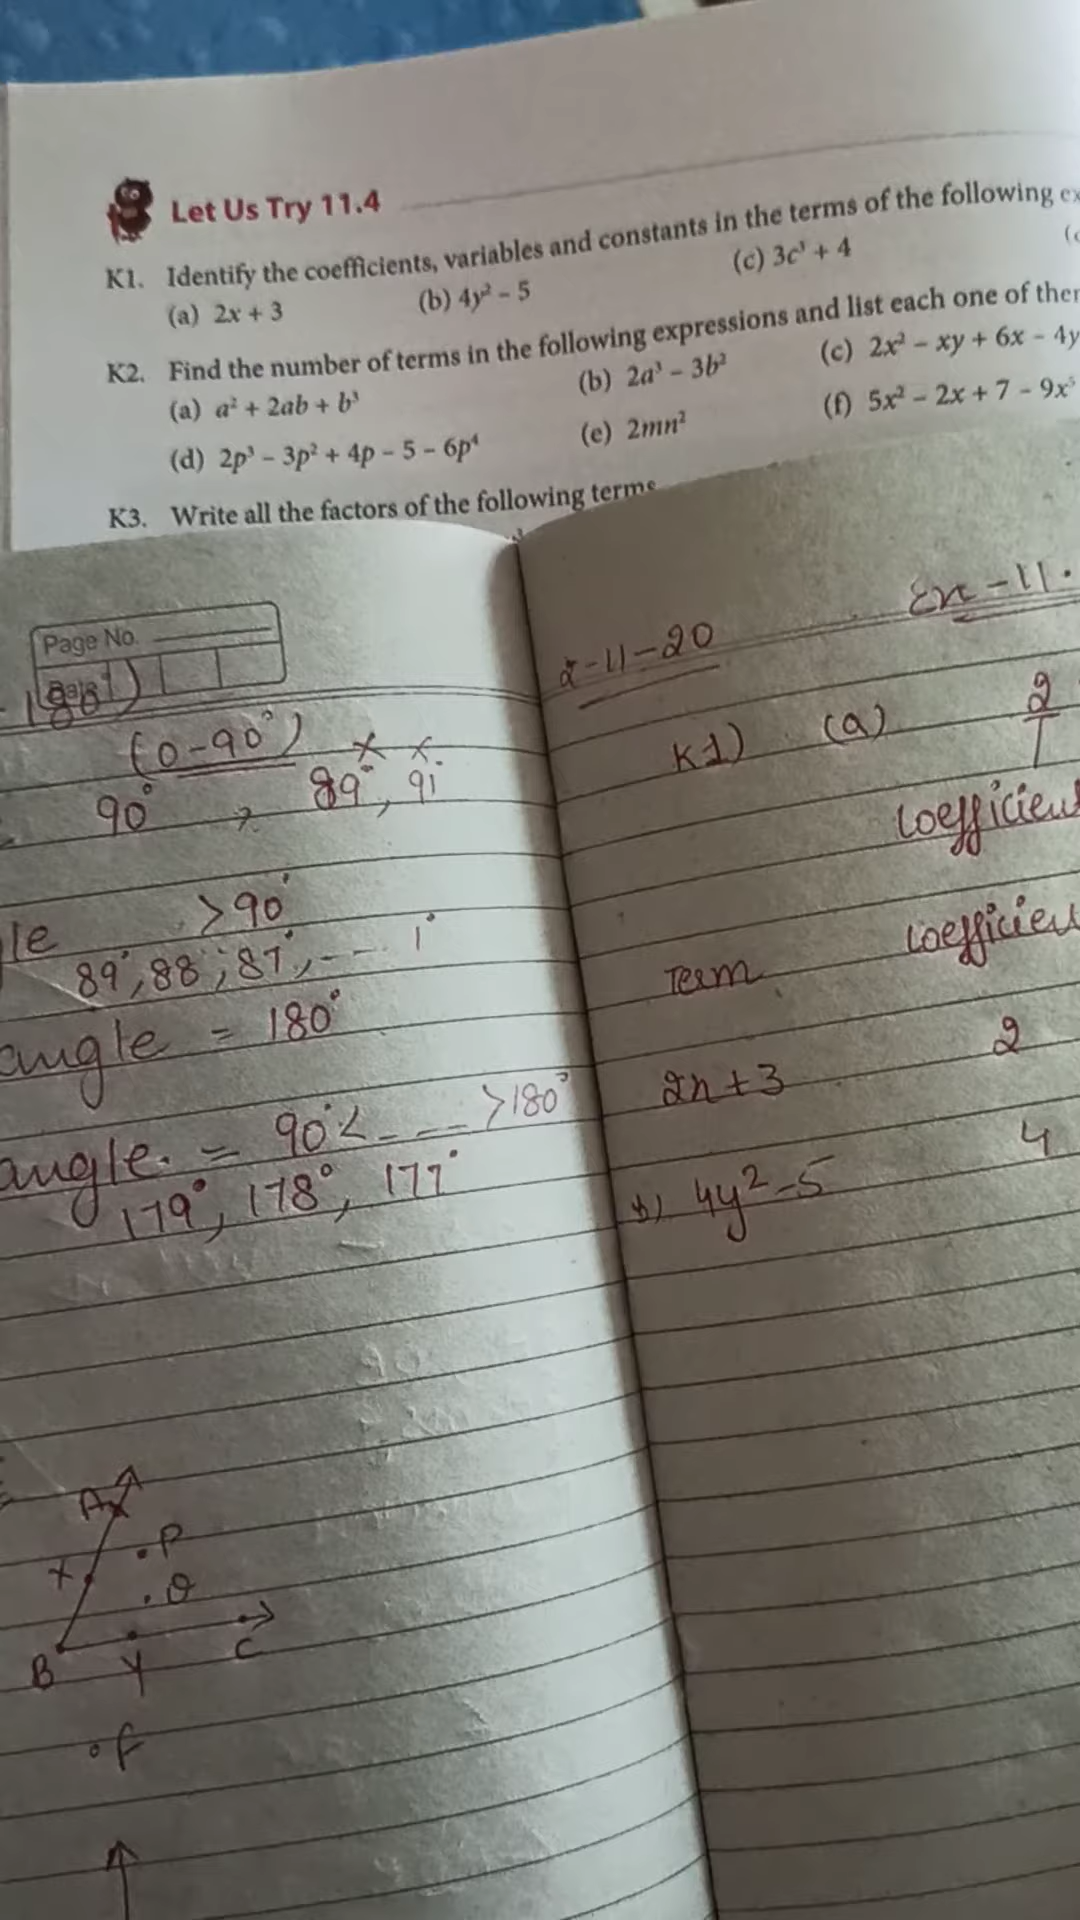 Let Us Try 11.4
K1. Identify the coefficients, variables and constants in the terms of the following
(a) 2x + 3 (b) 4y² – 5 (c) 3c³ + 4
K2. Find the number of terms in the following expressions and list each one of
(a) a² + 2ab + b³ (b) 2a³ – 3b² (c) 2x² – xy + 6x – 4y
(d) 2p³ – 3p² + 4p – 5 – 6p⁴ (e) 2mn² (f) 5x² – 2x + 7 – 9x
K3. Write all the factors of the following terms
Page No.
(0-90°)
90° , 89°, 91
>90°
89°, 88°, 87°, --- 1°
angle = 180°
angle. = 90°< --- >180°
179°, 178°, 177°
A
X P
O
B Y C
F
2-11-20 Ex-11.
K1) (a) 2
coefficien
Term coefficien
2x+3 2
b) 4y²-5 4